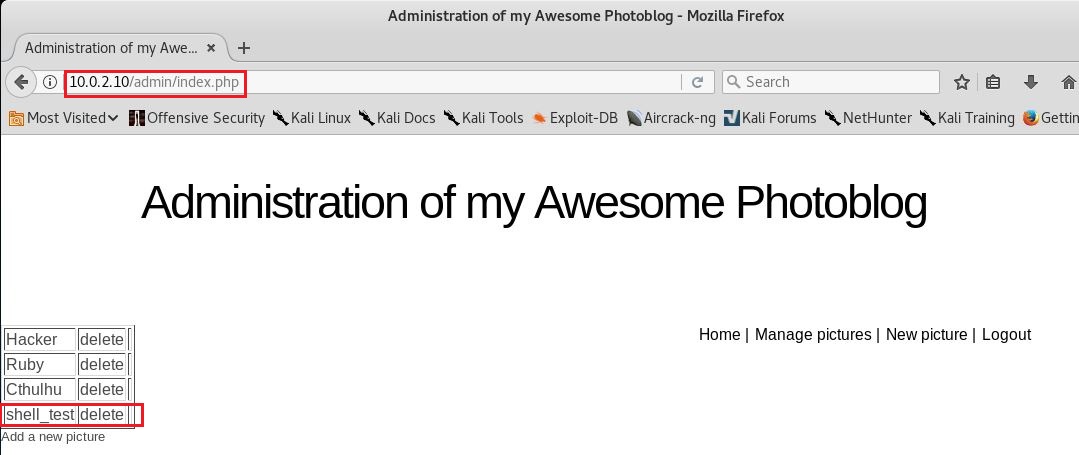 Administration of my Awesome Photoblog - Mozilla Firefox
Administration of my Awe...
10.0.2.10/admin/index.php Search
Most Visited Offensive Security Kali Linux Kali Docs Kali Tools Exploit-DB Aircrack-ng Kali Forums NetHunter Kali Training Gettin
Administration of my Awesome Photoblog
Home | Manage pictures | New picture | Logout
Hacker delete
Ruby delete
Cthulhu delete
shell_test delete
Add a new picture